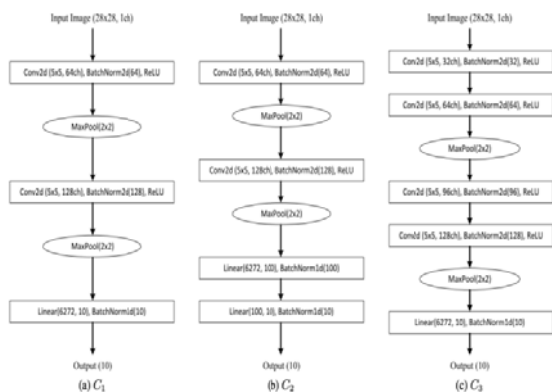 Input Image (28x28, 1ch)
Conv2d (5x5, 64ch), BatchNorm2d(64), ReLU
MaxPool(2x2)
Conv2d (5x5, 128ch), BatchNorm2d(128), ReLU
MaxPool(2x2)
Linear(6272, 10), BatchNorm1d(10)
Output (10)
(a) C1
Input Image (28x28, 1ch)
Conv2d (5x5, 64ch), BatchNorm2d(64), ReLU
MaxPool(2x2)
Conv2d (5x5, 128ch), BatchNorm2d(128), ReLU
MaxPool(2x2)
Linear(6272, 100), BatchNorm1d(100)
Linear(100, 10), BatchNorm1d(10)
Output (10)
(b) C2
Input Image (28x28, 1ch)
Conv2d (5x5, 32ch), BatchNorm2d(32), ReLU
Conv2d (5x5, 64ch), BatchNorm2d(64), ReLU
MaxPool(2x2)
Conv2d (5x5, 96ch), BatchNorm2d(96), ReLU
Conv2d (5x5, 128ch), BatchNorm2d(128), ReLU
MaxPool(2x2)
Linear(6272, 10), BatchNorm1d(10)
Output (10)
(c) C3